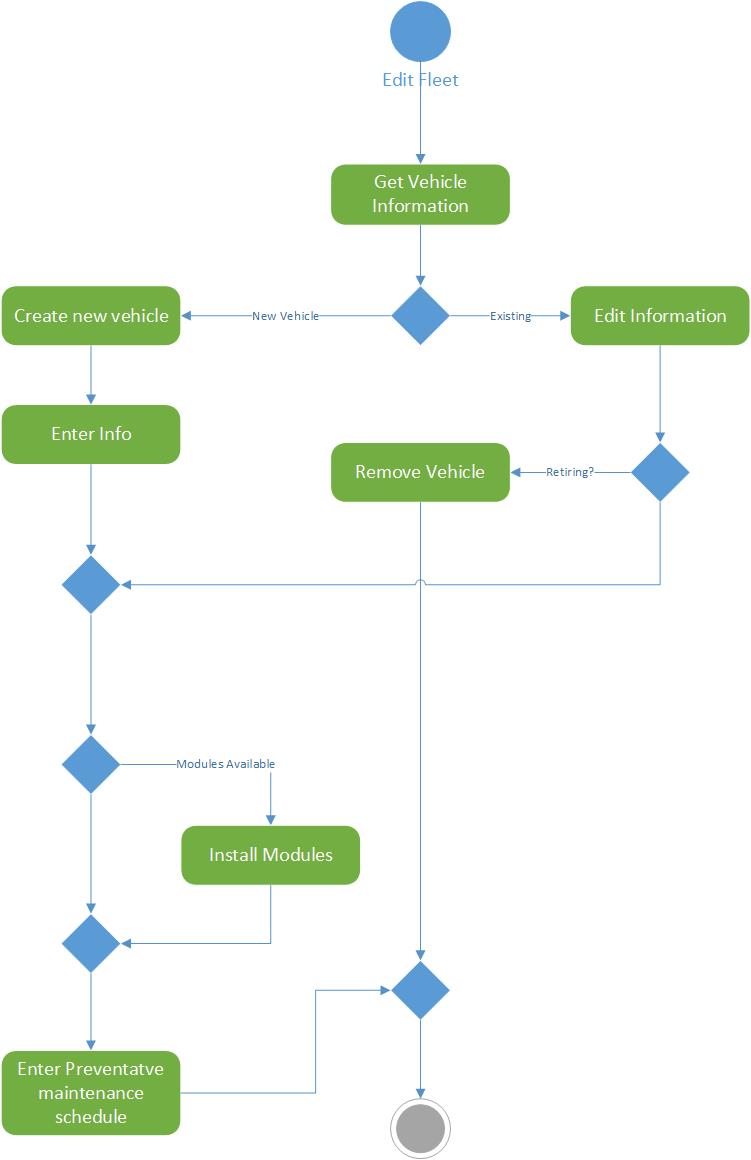 Edit Fleet
Get Vehicle
Information
Create new vehicle
New Vehicle
Existing
Edit Information
Enter Info
Remove Vehicle
Retiring?
Modules Available
Install Modules
Enter Preventatve
maintenance
schedule